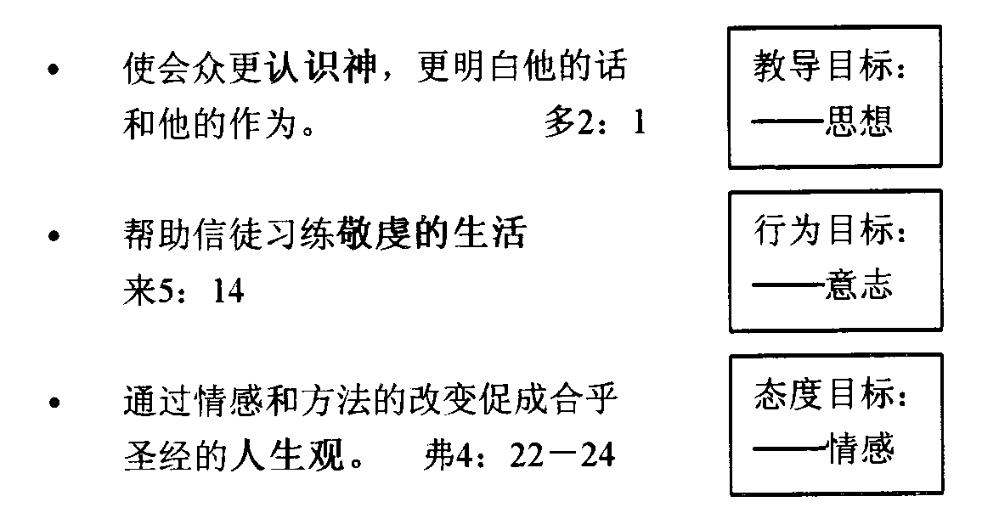 • 使会众更认识神，更明白他的话
和他的作为。 多2：1
教导目标：
——思想
• 帮助信徒习练敬虔的生活
来5：14
行为目标：
——意志
• 通过情感和方法的改变促成合乎
圣经的人生观。 弗4：22－24
态度目标：
——情感